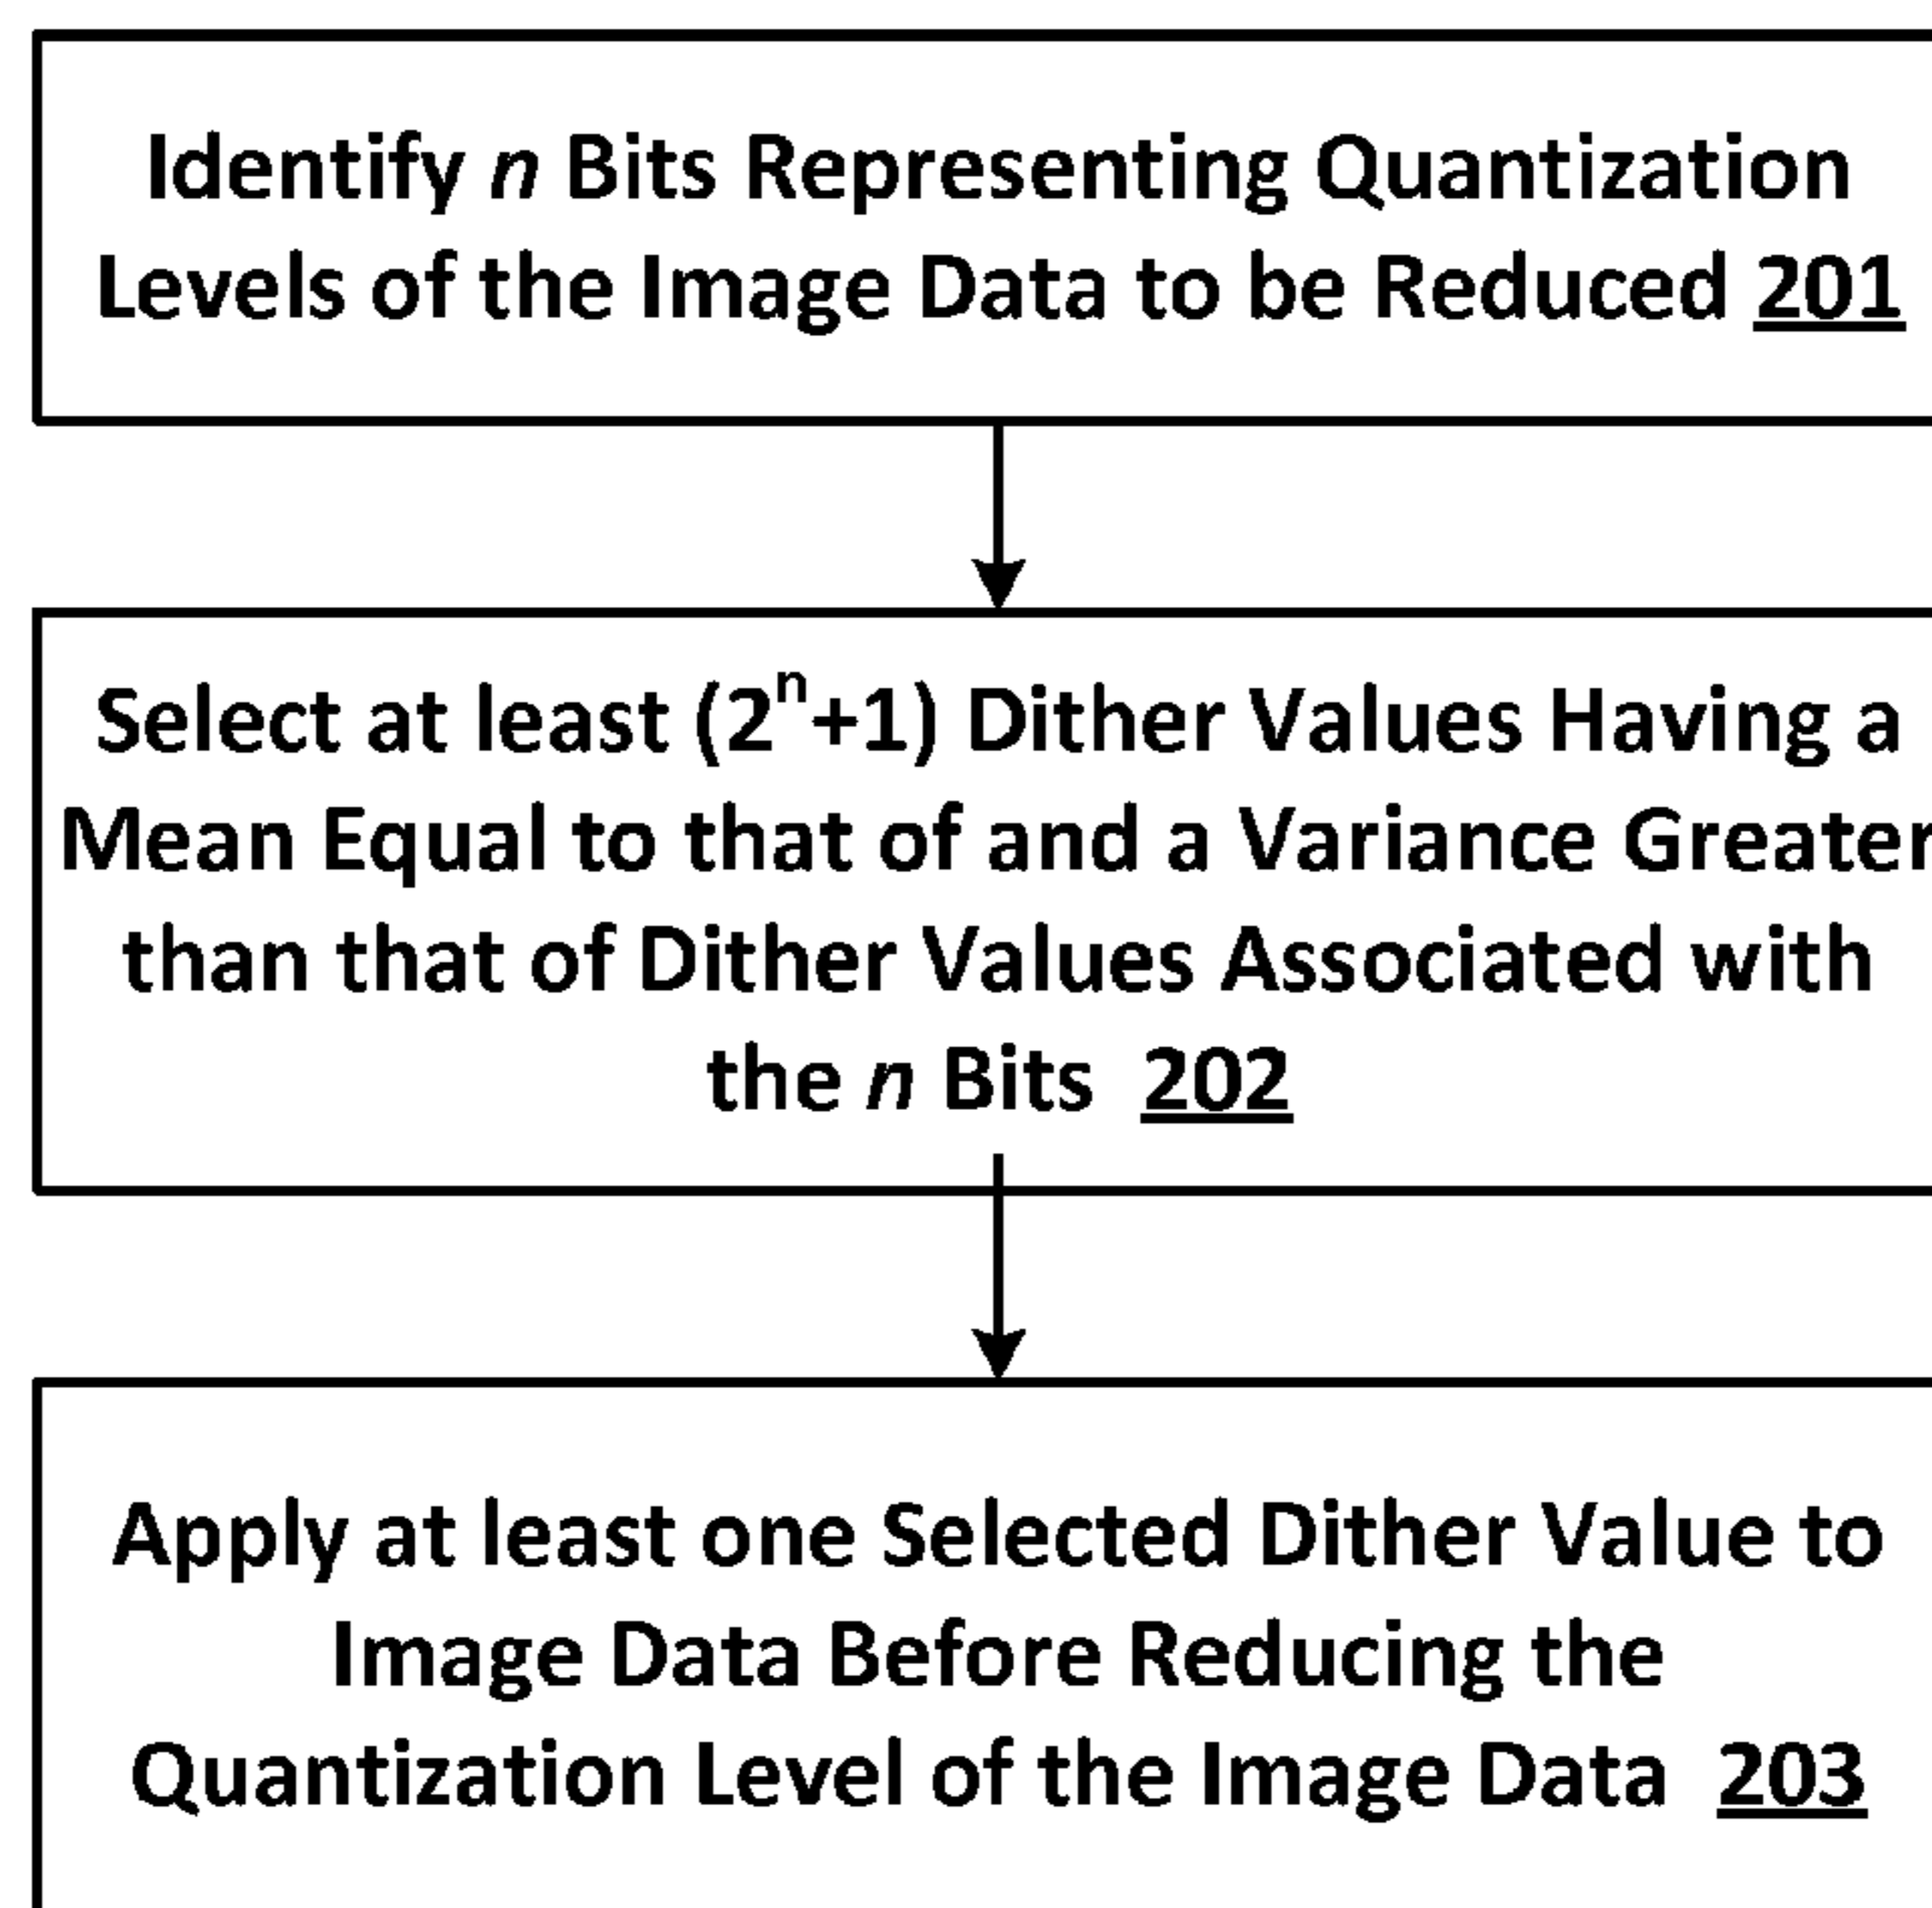 Identify n Bits Representing Quantization
Levels of the Image Data to be Reduced 201
Select at least (2ⁿ+1) Dither Values Having a
Mean Equal to that of and a Variance Greater
than that of Dither Values Associated with
the n Bits 202
Apply at least one Selected Dither Value to
Image Data Before Reducing the
Quantization Level of the Image Data 203